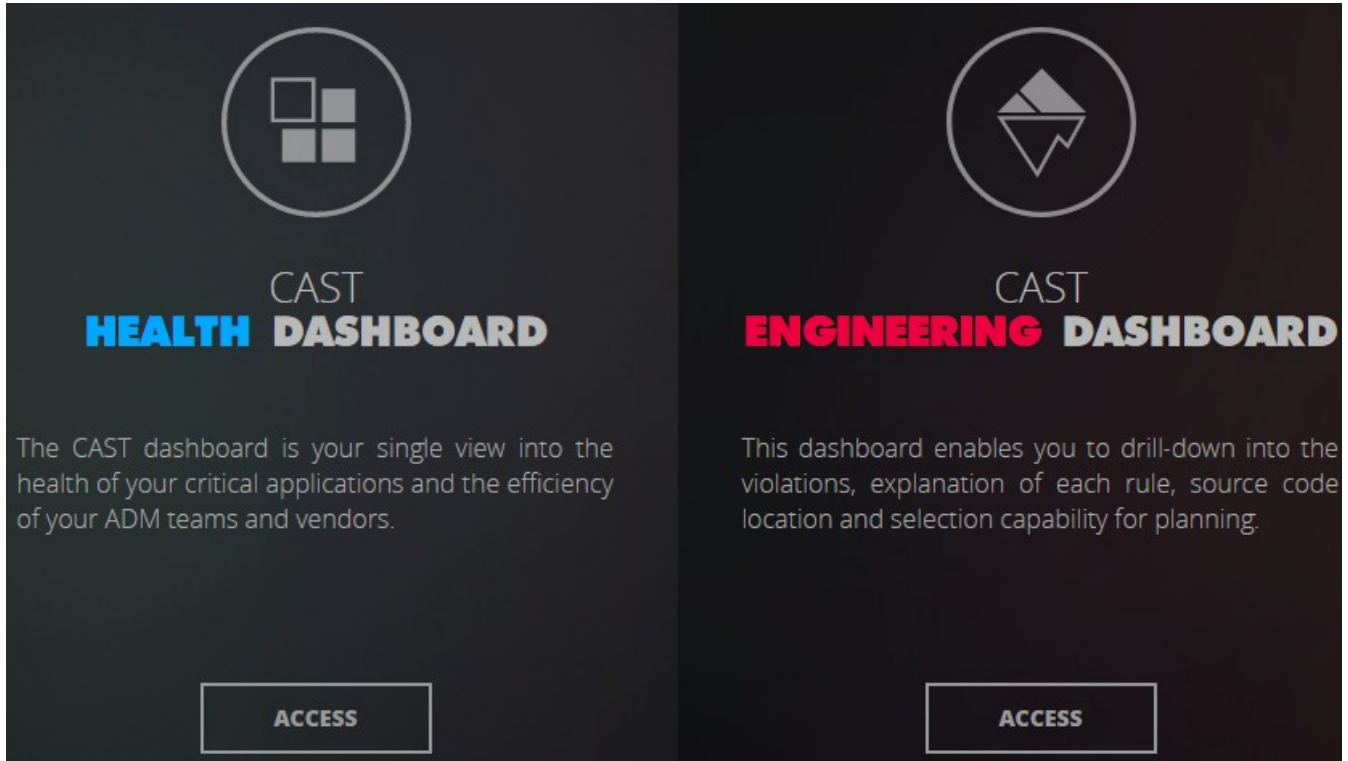 CAST
HEALTH DASHBOARD
The CAST dashboard is your single view into the
health of your critical applications and the efficiency
of your ADM teams and vendors.
ACCESS
CAST
ENGINEERING DASHBOARD
This dashboard enables you to drill-down into the
violations, explanation of each rule, source code
location and selection capability for planning.
ACCESS